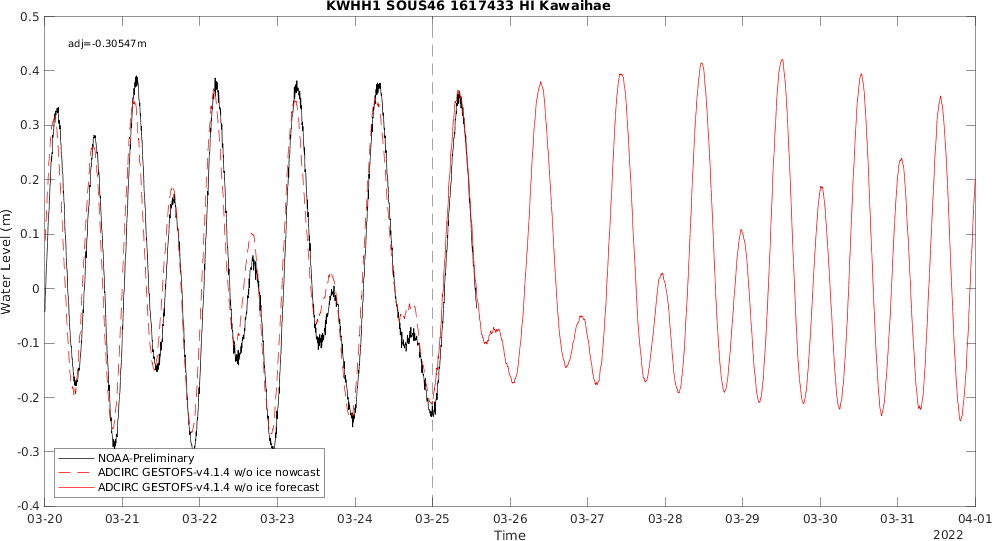 KWHH1 SOUS46 1617433 HI Kawaihae
adj=-0.30547m
0.5
0.4
0.3
0.2
0.1
0
-0.1
-0.2
-0.3
-0.4
Water Level (m)
NOAA-Preliminary
ADCIRC GESTOFS-v4.1.4 w/o ice nowcast
ADCIRC GESTOFS-v4.1.4 w/o ice forecast
03-20 03-21 03-22 03-23 03-24 03-25 03-26 03-27 03-28 03-29 03-30 03-31 04-01
Time
2022